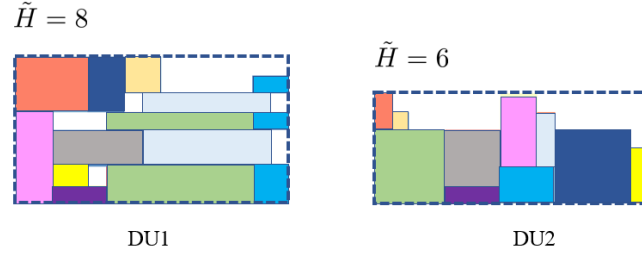 H̃ = 8
H̃ = 6
DU1
DU2